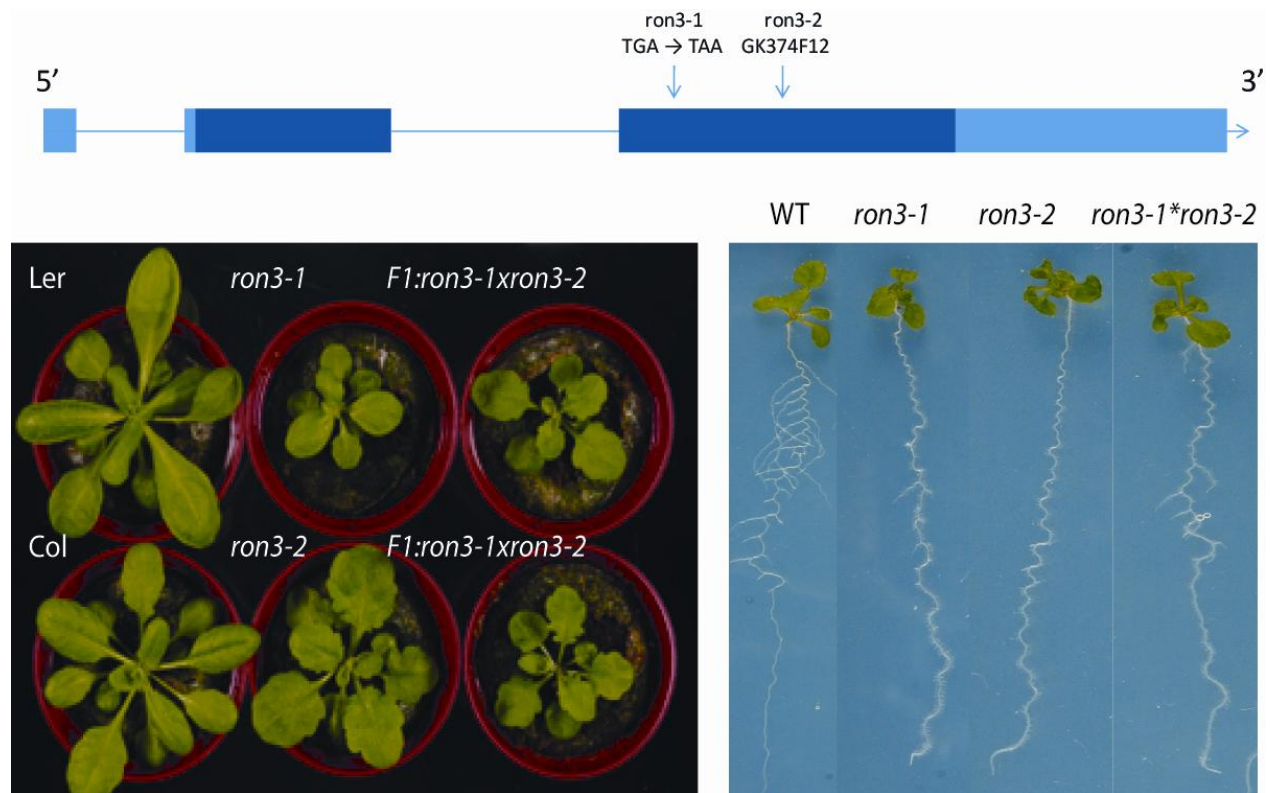 ron3-1 ron3-2
TGA → TAA GK374F12
5’ 3’
WT ron3-1 ron3-2 ron3-1*ron3-2
Ler ron3-1 F1:ron3-1xron3-2
Col ron3-2 F1:ron3-1xron3-2